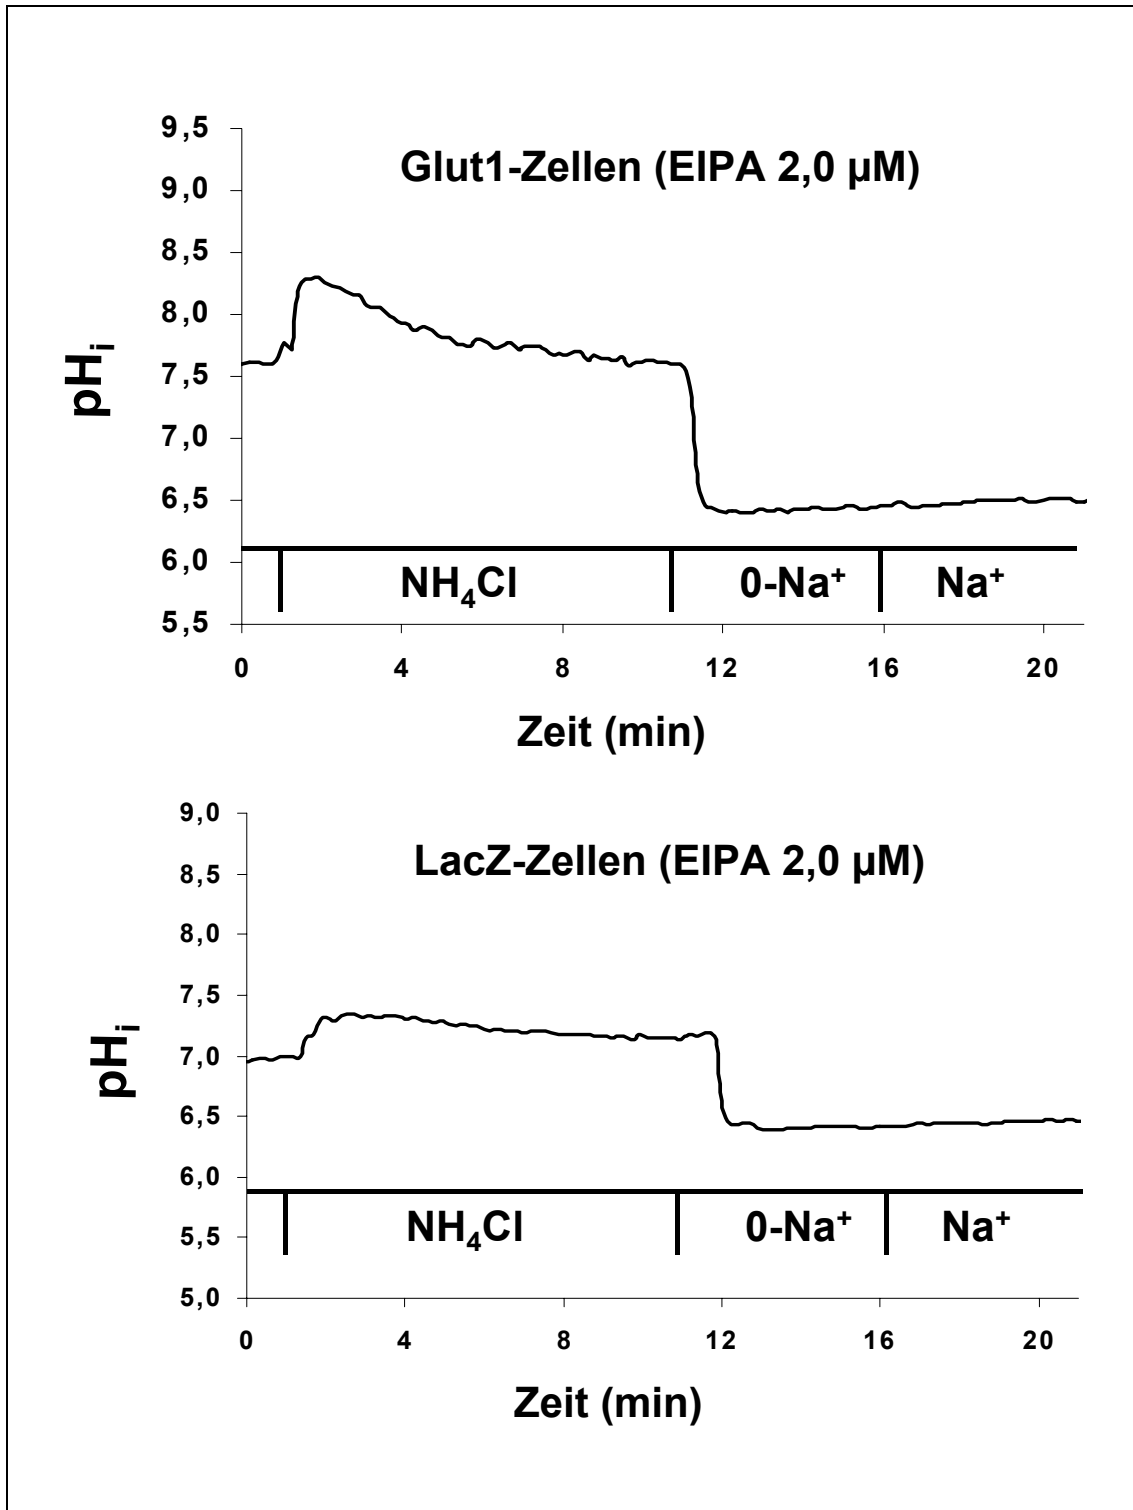 Glut1-Zellen (EIPA 2,0 µM)
pHi
9,5
9,0
8,5
8,0
7,5
7,0
6,5
6,0
5,5
NH4Cl 0-Na+ Na+
0 4 8 12 16 20
Zeit (min)
LacZ-Zellen (EIPA 2,0 µM)
pHi
9,0
8,5
8,0
7,5
7,0
6,5
6,0
5,5
5,0
NH4Cl 0-Na+ Na+
0 4 8 12 16 20
Zeit (min)